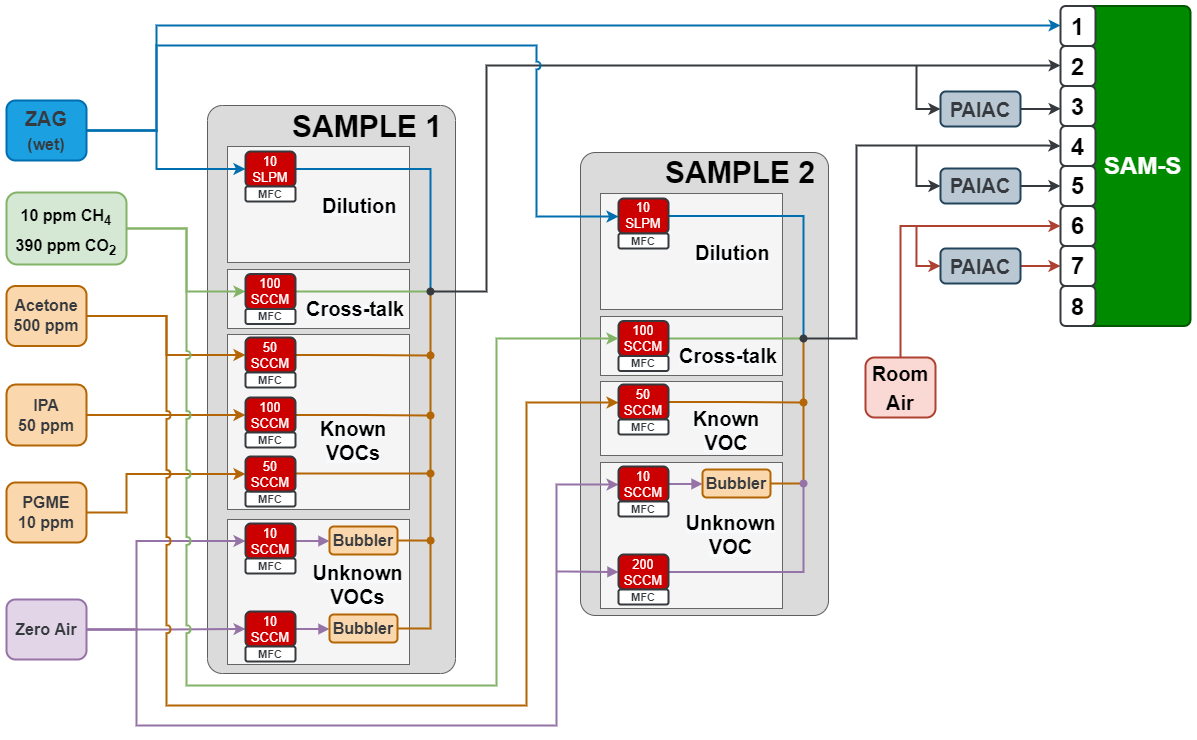 ZAG
(wet)
10 ppm CH4
390 ppm CO2
Acetone
500 ppm
IPA
50 ppm
PGME
10 ppm
Zero Air
SAMPLE 1
10
SLPM
MFC
Dilution
100
SCCM
MFC
Cross-talk
50
SCCM
MFC
100
SCCM
MFC
Known
VOCs
50
SCCM
MFC
10
SCCM
MFC
Bubbler
Unknown
VOCs
10
SCCM
MFC
Bubbler
SAMPLE 2
10
SLPM
MFC
Dilution
100
SCCM
MFC
Cross-talk
50
SCCM
MFC
Known
VOC
10
SCCM
MFC
Bubbler
Unknown
VOC
200
SCCM
MFC
Room
Air
PAIAC
PAIAC
PAIAC
1
2
3
4
5
6
7
8
SAM-S